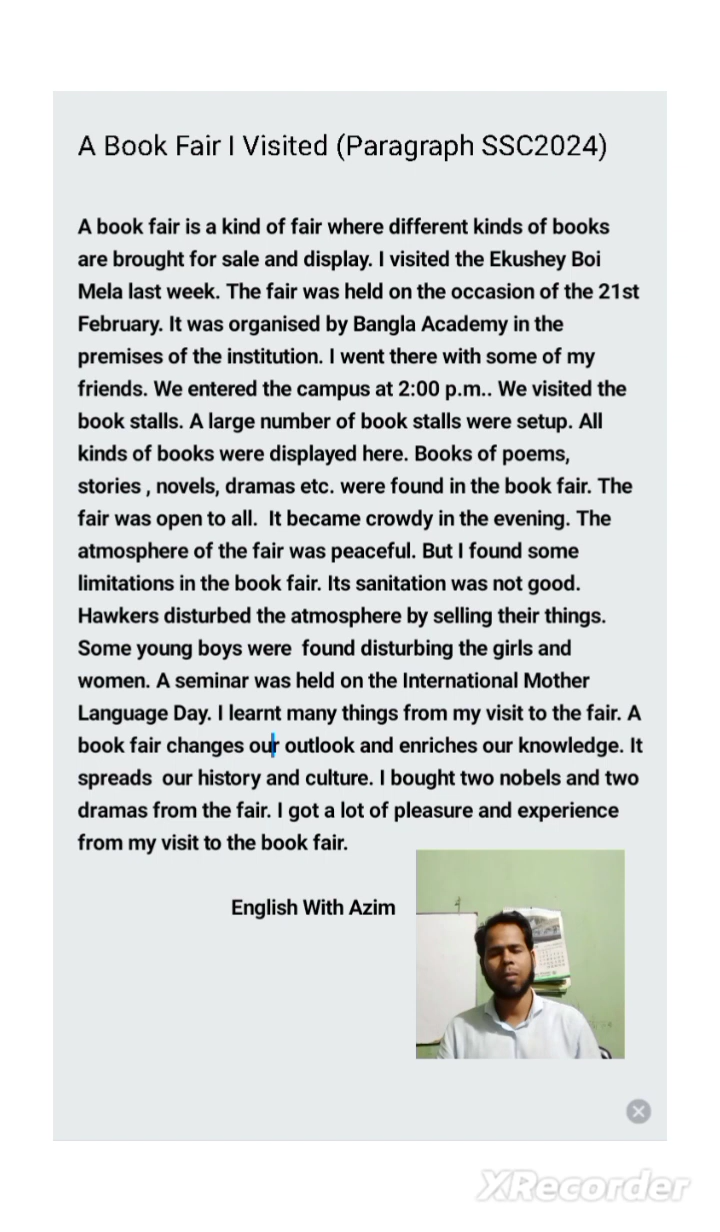 A Book Fair I Visited (Paragraph SSC2024)
A book fair is a kind of fair where different kinds of books
are brought for sale and display. I visited the Ekushey Boi
Mela last week. The fair was held on the occasion of the 21st
February. It was organised by Bangla Academy in the
premises of the institution. I went there with some of my
friends. We entered the campus at 2:00 p.m.. We visited the
book stalls. A large number of book stalls were setup. All
kinds of books were displayed here. Books of poems,
stories , novels, dramas etc. were found in the book fair. The
fair was open to all.  It became crowdy in the evening. The
atmosphere of the fair was peaceful. But I found some
limitations in the book fair. Its sanitation was not good.
Hawkers disturbed the atmosphere by selling their things.
Some young boys were  found disturbing the girls and
women. A seminar was held on the International Mother
Language Day. I learnt many things from my visit to the fair. A
book fair changes our outlook and enriches our knowledge. It
spreads  our history and culture. I bought two nobels and two
dramas from the fair. I got a lot of pleasure and experience
from my visit to the book fair.
English With Azim
XRecorder